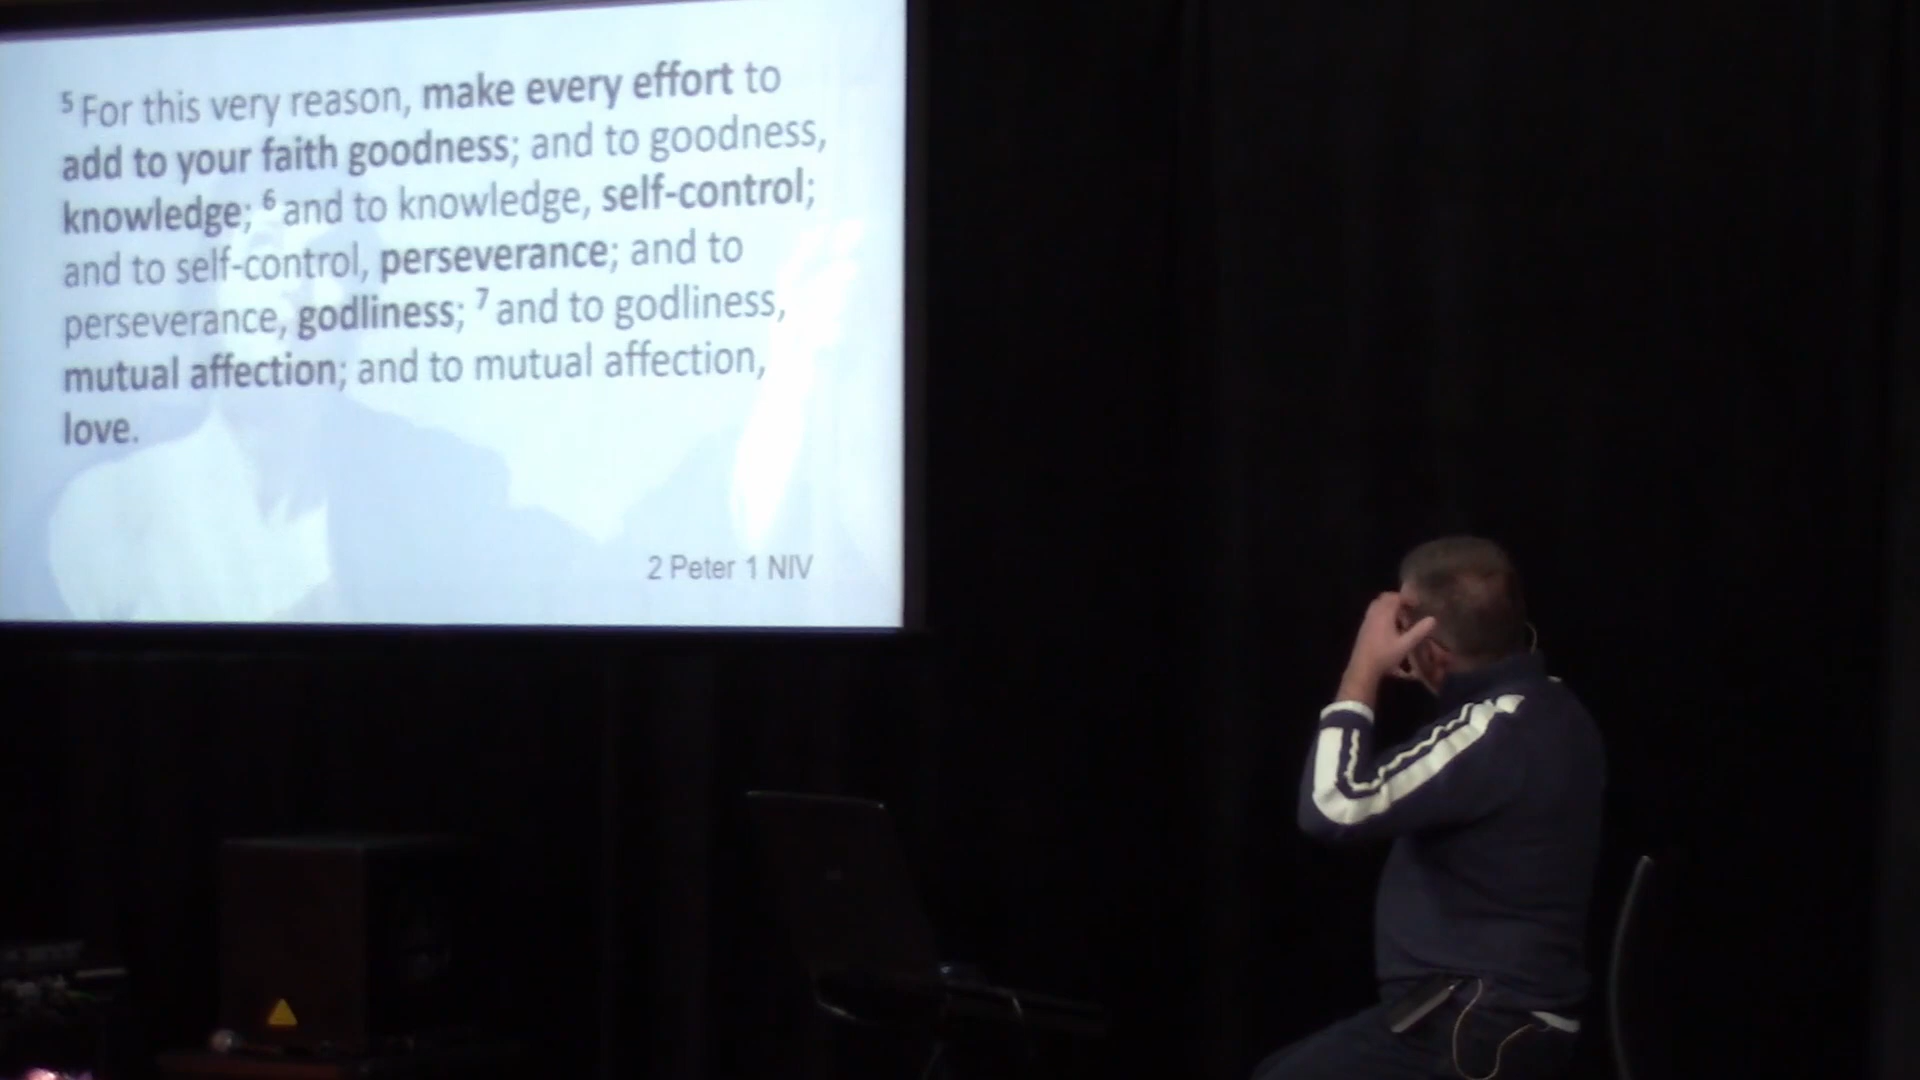 ⁵ For this very reason, make every effort to
add to your faith goodness; and to goodness,
knowledge; ⁶ and to knowledge, self-control;
and to self-control, perseverance; and to
perseverance, godliness; ⁷ and to godliness,
mutual affection; and to mutual affection,
love.
2 Peter 1 NIV